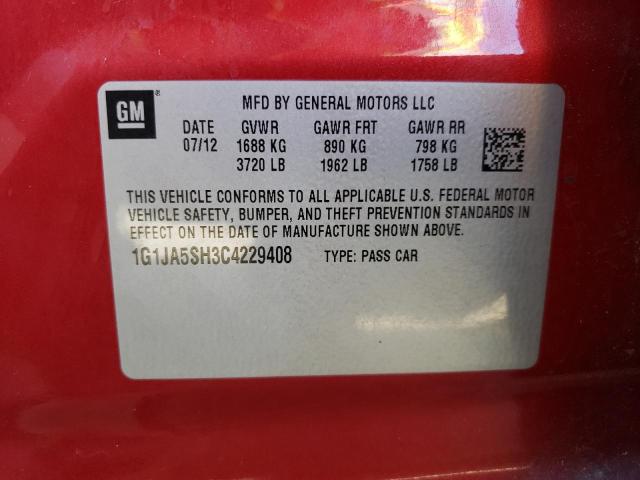 GM ®
MFD BY GENERAL MOTORS LLC
DATE GVWR GAWR FRT GAWR RR
07/12 1688 KG 890 KG 798 KG
3720 LB 1962 LB 1758 LB
THIS VEHICLE CONFORMS TO ALL APPLICABLE U.S. FEDERAL MOTOR
VEHICLE SAFETY, BUMPER, AND THEFT PREVENTION STANDARDS IN
EFFECT ON THE DATE OF MANUFACTURE SHOWN ABOVE.
1G1JA5SH3C4229408 TYPE: PASS CAR